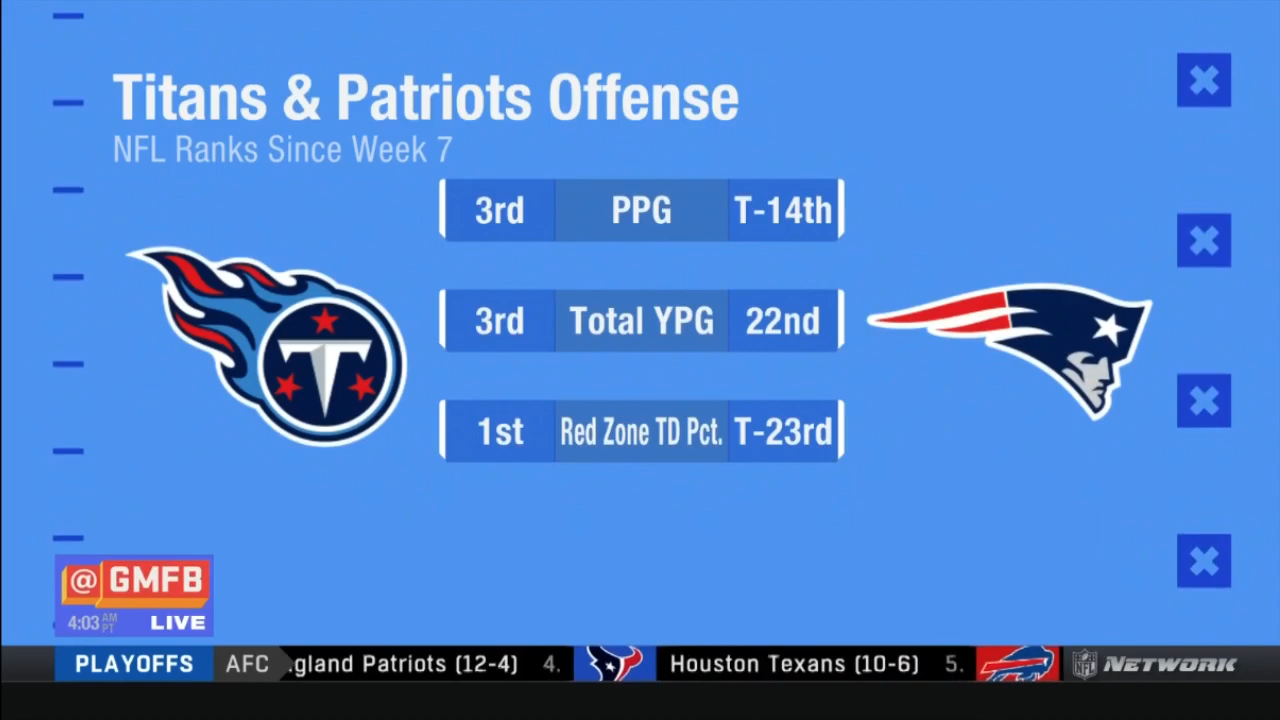 Titans & Patriots Offense
NFL Ranks Since Week 7
3rd PPG T-14th
3rd Total YPG 22nd
1st Red Zone TD Pct. T-23rd
T
@ GMFB
4:03 AM PT LIVE
PLAYOFFS AFC gland Patriots (12-4) 4. Houston Texans (10-6) 5. NFL NETWORK